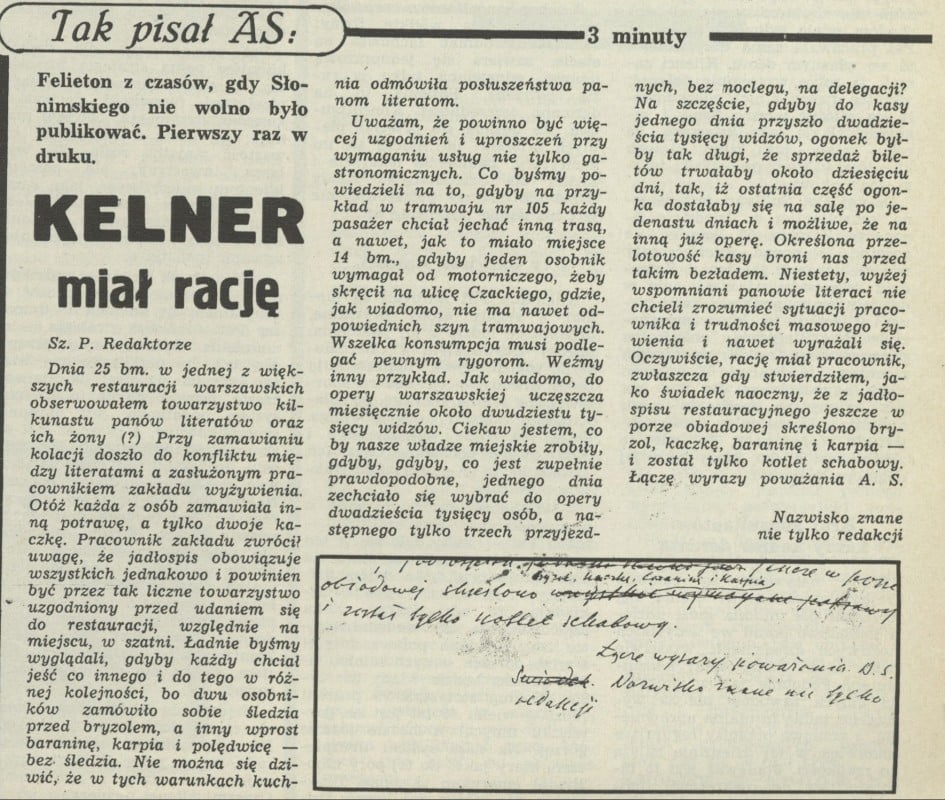 Tak pisał AS:
3 minuty
Felieton z czasów, gdy Sło-
nimskiego nie wolno było
publikować. Pierwszy raz w
druku.
KELNER
miał rację
Sz. P. Redaktorze
Dnia 25 bm. w jednej z więk-
szych restauracji warszawskich
obserwowałem towarzystwo kil-
kunastu panów literatów oraz
ich żony (?) Przy zamawianiu
kolacji doszło do konfliktu mię-
dzy literatami a zasłużonym pra-
cownikiem zakładu wyżywienia.
Otóż każda z osób zamawiała in-
ną potrawę, a tylko dwoje ka-
czkę. Pracownik zakładu zwrócił
uwagę, że jadłospis obowiązuje
wszystkich jednakowo i powinien
być przez tak liczne towarzystwo
uzgodniony przed udaniem się
do restauracji, względnie na
miejscu, w szatni. Ładnie byśmy
wyglądali, gdyby każdy chciał
jeść co innego i do tego w róż-
nej kolejności, bo dwu osobni-
ków zamówiło sobie śledzia
przed bryzolem, a inny wprost
baraninę, karpia i polędwicę —
bez śledzia. Nie można się dzi-
wić, że w tych warunkach kuch-
nia odmówiła posłuszeństwa pa-
nom literatom.
Uważam, że powinno być wię-
cej uzgodnień i uproszczeń przy
wymaganiu usług nie tylko ga-
stronomicznych. Co byśmy po-
wiedzieli na to, gdyby na przy-
kład w tramwaju nr 105 każdy
pasażer chciał jechać inną trasą,
a nawet, jak to miało miejsce
14 bm., gdyby jeden osobnik
wymagał od motorniczego, żeby
skręcił na ulicę Czackiego, gdzie,
jak wiadomo, nie ma nawet od-
powiednich szyn tramwajowych.
Wszelka konsumpcja musi podle-
gać pewnym rygorom. Weźmy
inny przykład. Jak wiadomo, do
opery warszawskiej uczęszcza
miesięcznie około dwudziestu ty-
sięcy widzów. Ciekaw jestem, co
by nasze władze miejskie zrobiły,
gdyby, gdyby, co jest zupełnie
prawdopodobne, jednego dnia
zechciało się wybrać do opery
dwadzieścia tysięcy osób, a na-
stępnego tylko trzech przyjezd-
nych, bez noclegu, na delegacji?
Na szczęście, gdyby do kasy
jednego dnia przyszło dwadzie-
ścia tysięcy widzów, ogonek był-
by tak długi, że sprzedaż bile-
tów trwałaby około dziesięciu
dni, tak, iż ostatnia część ogon-
ka dostałaby się na salę po je-
denastu dniach i możliwe, że na
inną już operę. Określona prze-
lotowość kasy broni nas przed
takim bezładem. Niestety, wyżej
wspomniani panowie literaci nie
chcieli zrozumieć sytuacji praco-
wnika i trudności masowego ży-
wienia i nawet wyrażali się.
Oczywiście, rację miał pracownik,
zwłaszcza gdy stwierdziłem, ja-
ko świadek naoczny, że z jadło-
spisu restauracyjnego jeszcze w
porze obiadowej skreślono bry-
zol, kaczkę, baraninę i karpia —
i został tylko kotlet schabowy.
Łączę wyrazy poważania A. S.
Nazwisko znane
nie tylko redakcji
w porze
bryzol, kaczkę, baraninę i karpia
obiadowej skreślono
i został tylko kotlet schabowy.
Łączę wyrazy poważania A. S.
Świadek. Nazwisko znane nie tylko
redakcji